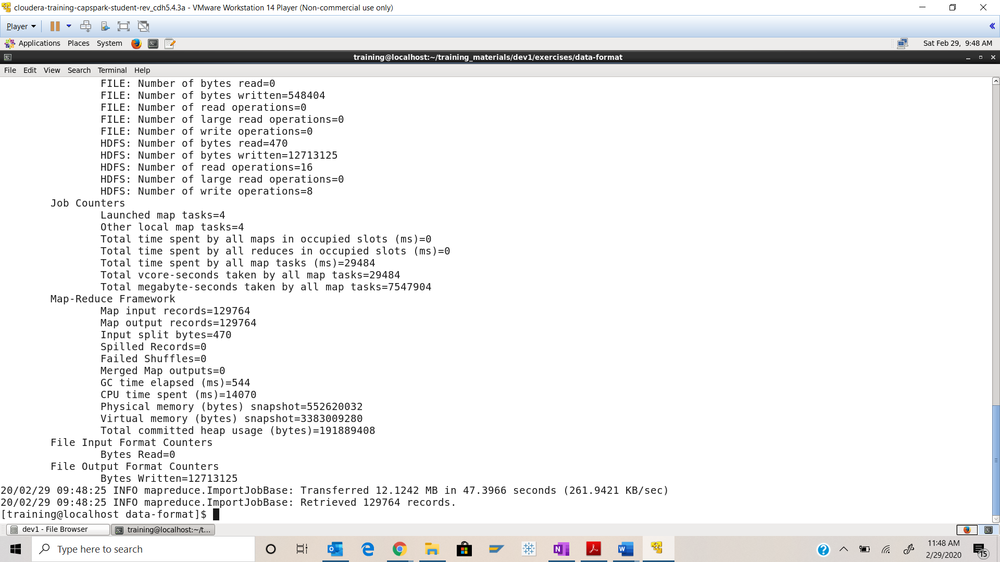 cloudera-training-capspark-student-rev_cdh5.4.3a - VMware Workstation 14 Player (Non-commercial use only)
Player
Applications Places System Sat Feb 29, 9:48 AM
training@localhost:~/training_materials/dev1/exercises/data-format
File Edit View Search Terminal Help
FILE: Number of bytes read=0
FILE: Number of bytes written=548404
FILE: Number of read operations=0
FILE: Number of large read operations=0
FILE: Number of write operations=0
HDFS: Number of bytes read=470
HDFS: Number of bytes written=12713125
HDFS: Number of read operations=16
HDFS: Number of large read operations=0
HDFS: Number of write operations=8
Job Counters
Launched map tasks=4
Other local map tasks=4
Total time spent by all maps in occupied slots (ms)=0
Total time spent by all reduces in occupied slots (ms)=0
Total time spent by all map tasks (ms)=29484
Total vcore-seconds taken by all map tasks=29484
Total megabyte-seconds taken by all map tasks=7547904
Map-Reduce Framework
Map input records=129764
Map output records=129764
Input split bytes=470
Spilled Records=0
Failed Shuffles=0
Merged Map outputs=0
GC time elapsed (ms)=544
CPU time spent (ms)=14070
Physical memory (bytes) snapshot=552620032
Virtual memory (bytes) snapshot=3383009280
Total committed heap usage (bytes)=191889408
File Input Format Counters
Bytes Read=0
File Output Format Counters
Bytes Written=12713125
20/02/29 09:48:25 INFO mapreduce.ImportJobBase: Transferred 12.1242 MB in 47.3966 seconds (261.9421 KB/sec)
20/02/29 09:48:25 INFO mapreduce.ImportJobBase: Retrieved 129764 records.
[training@localhost data-format]$
dev1 - File Browser training@localhost:~/t...
Type here to search
11:48 AM
2/29/2020
15